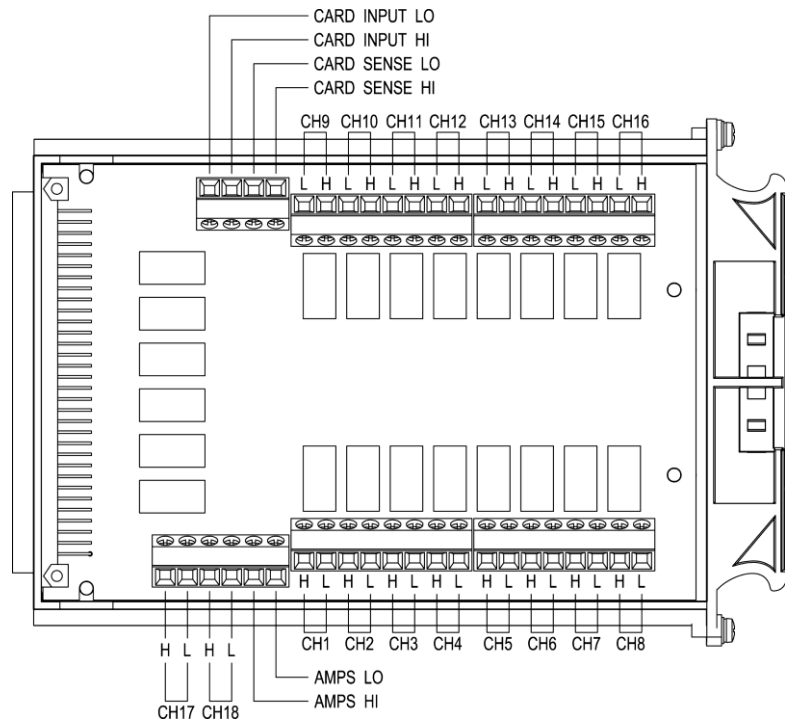 CARD INPUT LO
CARD INPUT HI
CARD SENSE LO
CARD SENSE HI
CH9 CH10 CH11 CH12 CH13 CH14 CH15 CH16
L H L H L H L H L H L H L H L H
H L H L H L H L H L H L H L H L
CH1 CH2 CH3 CH4 CH5 CH6 CH7 CH8
H L H L
AMPS LO
AMPS HI
CH17 CH18